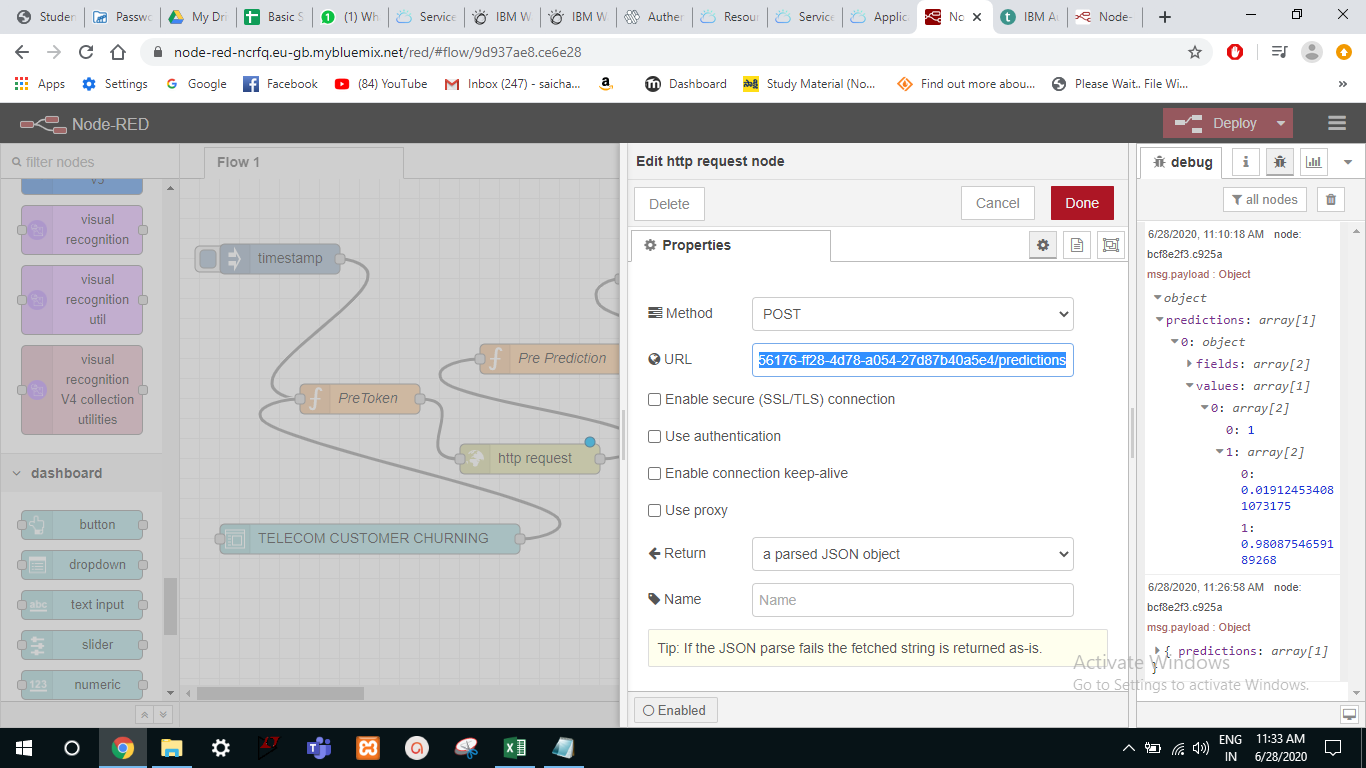 Studen
Passwo
My Dri
Basic S
(1) Wh
Service
IBM W
IBM W
Auther
Resour
Service
Applic
No
IBM A
Node-
node-red-ncrfq.eu-gb.mybluemix.net/red/#flow/9d937ae8.ce6e28
Apps
Settings
Google
Facebook
(84) YouTube
Inbox (247) - saicha...
Dashboard
Study Material (No...
Find out more abou...
Please Wait.. File Wi...
»
Node-RED
Deploy
filter nodes
V3
visual
recognition
visual
recognition
util
visual
recognition
V4 collection
utilities
dashboard
button
dropdown
abc
text input
slider
123
numeric
Flow 1
timestamp
Pre Prediction
PreToken
http request
TELECOM CUSTOMER CHURNING
Edit http request node
Delete
Cancel
Done
Properties
Method
POST
URL
56176-ff28-4d78-a054-27d87b40a5e4/predictions
Enable secure (SSL/TLS) connection
Use authentication
Enable connection keep-alive
Use proxy
Return
a parsed JSON object
Name
Name
Tip: If the JSON parse fails the fetched string is returned as-is.
Enabled
debug
all nodes
6/28/2020, 11:10:18 AM node:
bcf8e2f3.c925a
msg.payload : Object
object
predictions: array[1]
0: object
fields: array[2]
values: array[1]
0: array[2]
0: 1
1: array[2]
0:
0.01912453408
1073175
1:
0.98087546591
89268
6/28/2020, 11:26:58 AM node:
bcf8e2f3.c925a
msg.payload : Object
{ predictions: array[1]
}
Activate Windows
Go to Settings to activate Windows.
ENG
IN
11:33 AM
6/28/2020